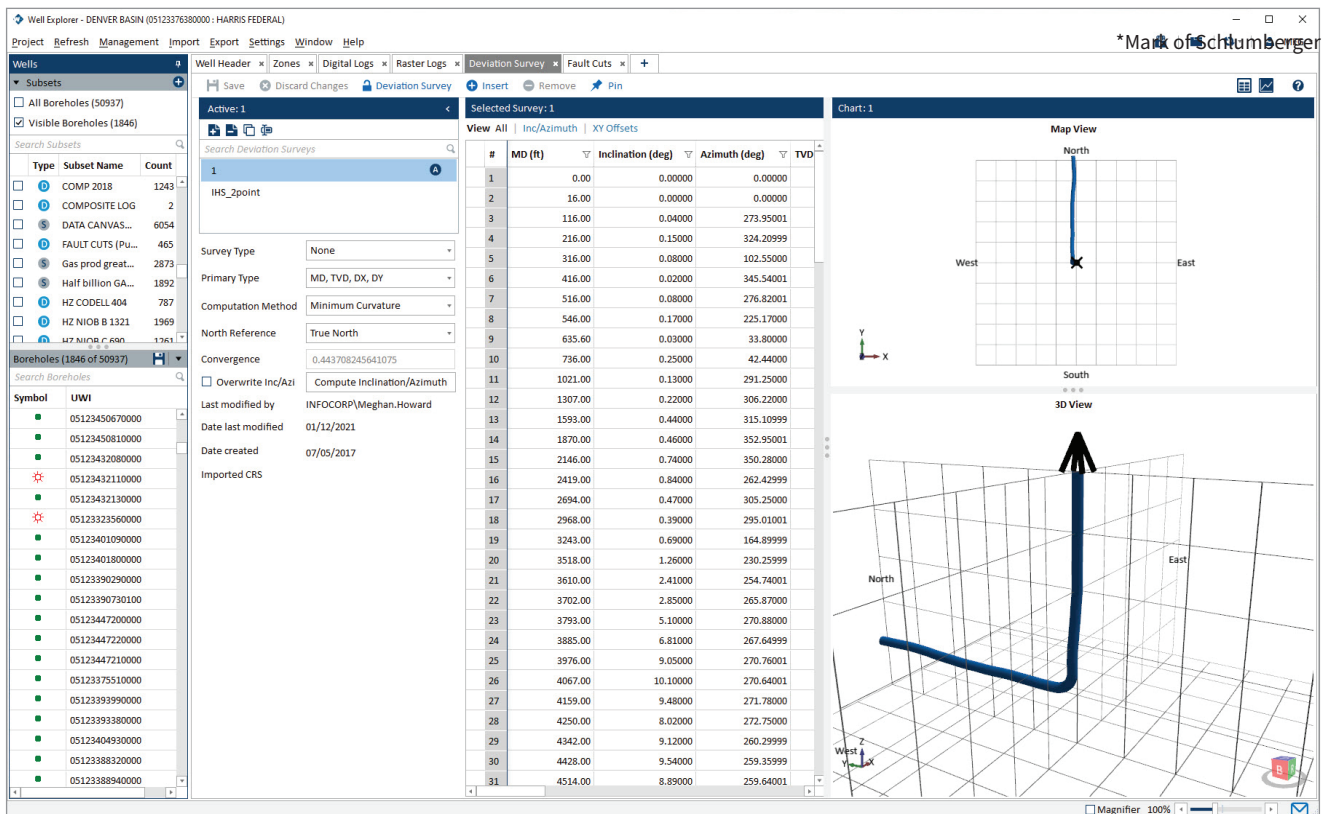 Well Explorer - DENVER BASIN (05123376380000 : HARRIS FEDERAL)
Project Refresh Management Import Export Settings Window Help
*Mark of Schlumberger
Wells
Subsets
All Boreholes (50937)
Visible Boreholes (1846)
Search Subsets
Type Subset Name Count
D COMP 2018 1243
D COMPOSITE LOG 2
S DATA CANVAS... 6054
D FAULT CUTS (Pu... 465
S Gas prod great... 2873
S Half billion GA... 1892
D HZ CODELL 404 787
D HZ NIOB B 1321 1969
D HZ NIOB C 690 1261
Boreholes (1846 of 50937)
Search Boreholes
Symbol UWI
05123450670000
05123450810000
05123432080000
05123432110000
05123432130000
05123323560000
05123401090000
05123401800000
05123390290000
05123390730100
05123447200000
05123447220000
05123447210000
05123375510000
05123393990000
05123393380000
05123404930000
05123388320000
05123388940000
Well Header Zones Digital Logs Raster Logs Deviation Survey Fault Cuts +
Save Discard Changes Deviation Survey Insert Remove Pin
Active: 1
Search Deviation Surveys
1 A
IHS_2point
Survey Type None
Primary Type MD, TVD, DX, DY
Computation Method Minimum Curvature
North Reference True North
Convergence 0.443708245641075
Overwrite Inc/Azi Compute Inclination/Azimuth
Last modified by INFOCORP\Meghan.Howard
Date last modified 01/12/2021
Date created 07/05/2017
Imported CRS
Selected Survey: 1
View All | Inc/Azimuth | XY Offsets
# MD (ft) Inclination (deg) Azimuth (deg) TVD
1 0.00 0.00000 0.00000
2 16.00 0.00000 0.00000
3 116.00 0.04000 273.95001
4 216.00 0.15000 324.20999
5 316.00 0.08000 102.55000
6 416.00 0.02000 345.54001
7 516.00 0.08000 276.82001
8 546.00 0.17000 225.17000
9 635.60 0.03000 33.80000
10 736.00 0.25000 42.44000
11 1021.00 0.13000 291.25000
12 1307.00 0.22000 306.22000
13 1593.00 0.44000 315.10999
14 1870.00 0.46000 352.95001
15 2146.00 0.74000 350.28000
16 2419.00 0.84000 262.42999
17 2694.00 0.47000 305.25000
18 2968.00 0.39000 295.01001
19 3243.00 0.69000 164.89999
20 3518.00 1.26000 230.25999
21 3610.00 2.41000 254.74001
22 3702.00 2.85000 265.87000
23 3793.00 5.10000 270.88000
24 3885.00 6.81000 267.64999
25 3976.00 9.05000 270.76001
26 4067.00 10.10000 270.64001
27 4159.00 9.48000 271.78000
28 4250.00 8.02000 272.75000
29 4342.00 9.12000 260.29999
30 4428.00 9.54000 259.35999
31 4514.00 8.89000 259.64001
Chart: 1
Map View
North
West
East
Y
X
South
3D View
East
North
West
Z
Y
X
B
Magnifier 100%